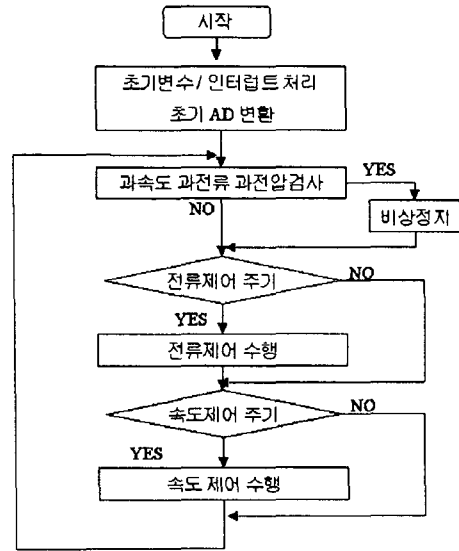 시작
초기변수 / 인터럽트 처리
초기 AD 변환
과속도 과전류 과전압검사
YES
NO
비상정지
전류제어 주기
NO
YES
전류제어 수행
속도제어 주기
NO
YES
속도 제어 수행